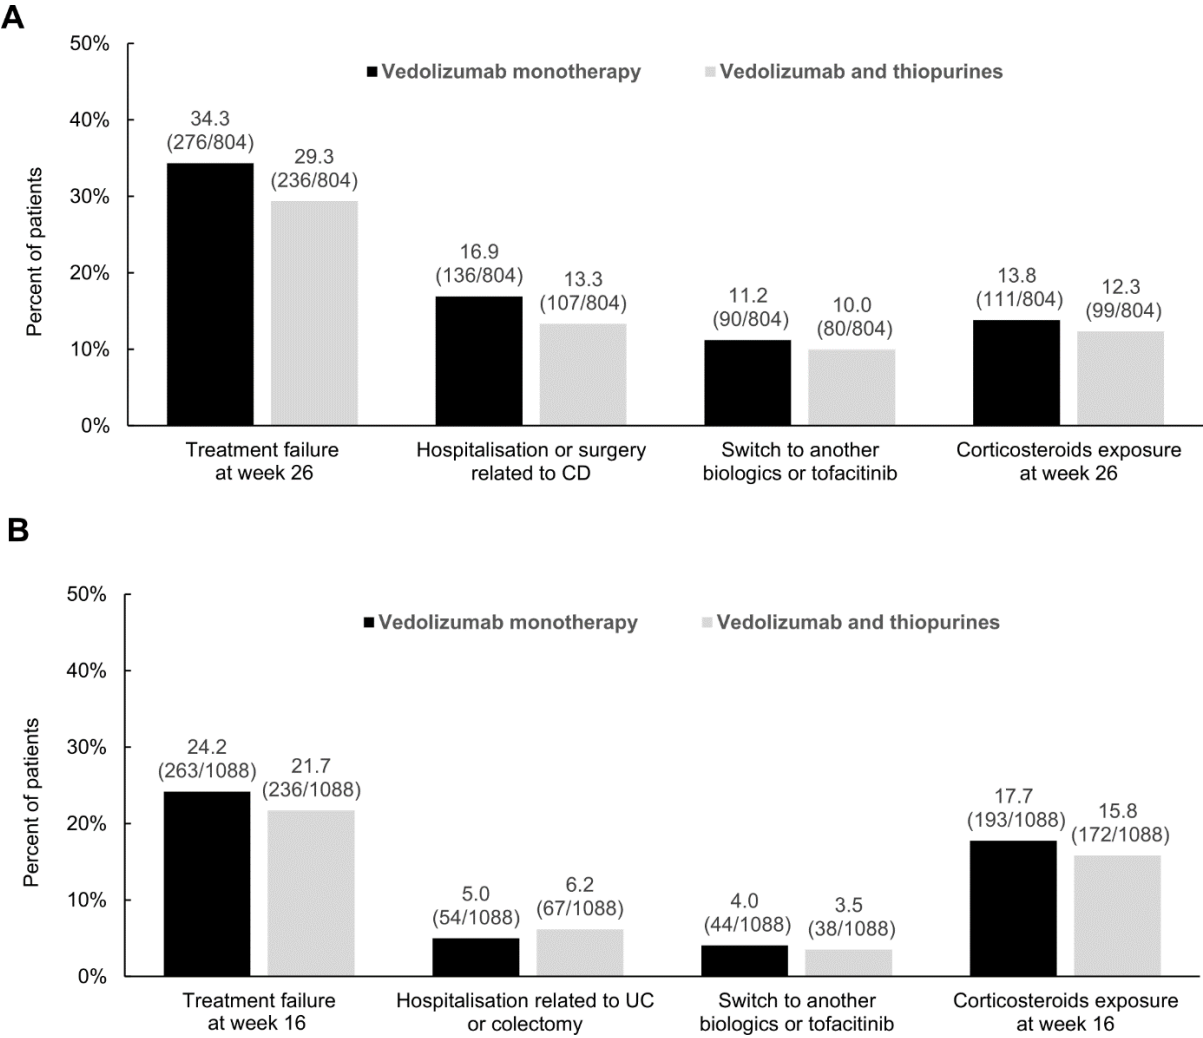 A
50%
Vedolizumab monotherapy
Vedolizumab and thiopurines
40%
30%
20%
10%
0%
Percent of patients
34.3
(276/804)
29.3
(236/804)
16.9
(136/804)
13.3
(107/804)
11.2
(90/804)
10.0
(80/804)
13.8
(111/804)
12.3
(99/804)
Treatment failure
at week 26
Hospitalisation or surgery
related to CD
Switch to another
biologics or tofacitinib
Corticosteroids exposure
at week 26
B
50%
Vedolizumab monotherapy
Vedolizumab and thiopurines
40%
30%
20%
10%
0%
Percent of patients
24.2
(263/1088)
21.7
(236/1088)
5.0
(54/1088)
6.2
(67/1088)
4.0
(44/1088)
3.5
(38/1088)
17.7
(193/1088)
15.8
(172/1088)
Treatment failure
at week 16
Hospitalisation related to UC
or colectomy
Switch to another
biologics or tofacitinib
Corticosteroids exposure
at week 16